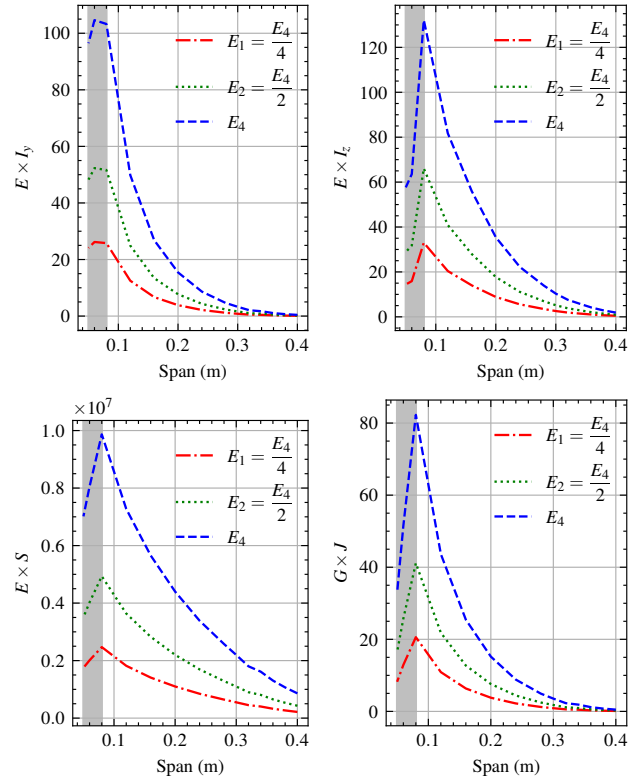 E × I_y
100
80
60
40
20
0
E_1 = E_4/4
E_2 = E_4/2
E_4
0.1 0.2 0.3 0.4
Span (m)
E × I_z
120
100
80
60
40
20
0
E_1 = E_4/4
E_2 = E_4/2
E_4
0.1 0.2 0.3 0.4
Span (m)
×10^7
E × S
1.0
0.8
0.6
0.4
0.2
0.0
E_1 = E_4/4
E_2 = E_4/2
E_4
0.1 0.2 0.3 0.4
Span (m)
G × J
80
60
40
20
0
E_1 = E_4/4
E_2 = E_4/2
E_4
0.1 0.2 0.3 0.4
Span (m)